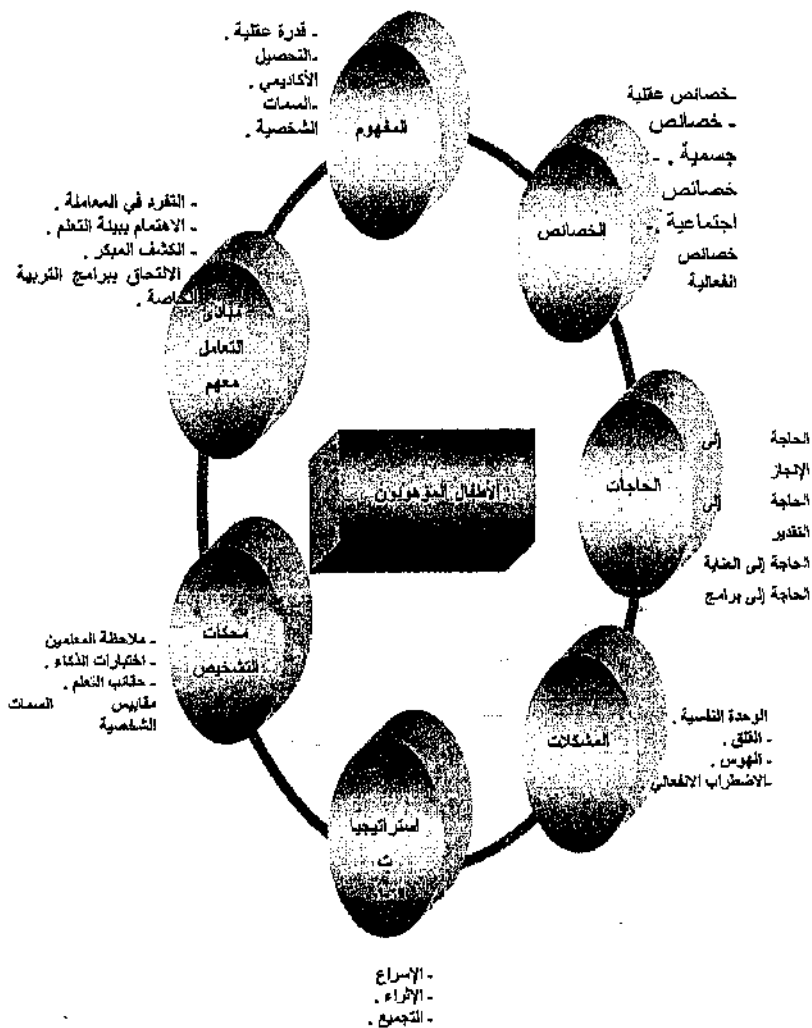 - قدرة عقلية .
-التحصيل
الأكاديمي .
-السمات
الشخصية .
المفهوم
-خصائص عقلية
- خصائص
جسمية . -
خصائص
اجتماعية .-
خصائص
انفعالية
الخصائص
الحاجة إلى
الإنجاز
الحاجة إلى
التقدير
الحاجة إلى العناية
الحاجة إلى برامج
الحاجات
الوحدة النفسية .
- القلق .
- الهوس .
-الاضطراب الانفعالي
المشكلات
استراتيجيا
ت
- الإسراع
- الإثراء .
- التجميع .
محكات
التشخيص
- ملاحظة المعلمين
- اختبارات الذكاء .
- حقائب التعلم .
مقاييس السمات
الشخصية
- التفرد في المعاملة .
- الاهتمام ببيئة التعلم .
- الكشف المبكر .
- الالتحاق ببرامج التربية
الخاصة .
مبادئ
التعامل
معهم
الأطفال الموهوبون